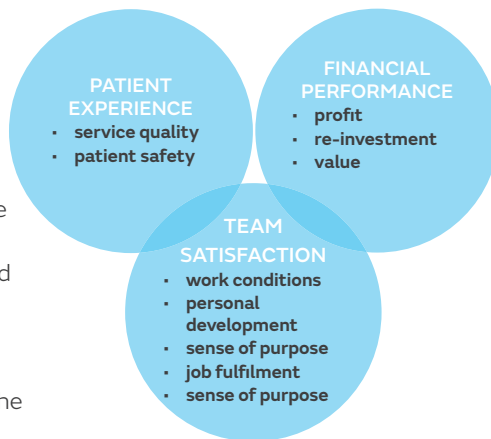 PATIENT
EXPERIENCE
▪ service quality
▪ patient safety
FINANCIAL
PERFORMANCE
▪ profit
▪ re-investment
▪ value
TEAM
SATISFACTION
▪ work conditions
▪ personal
development
▪ sense of purpose
▪ job fulfilment
▪ sense of purpose